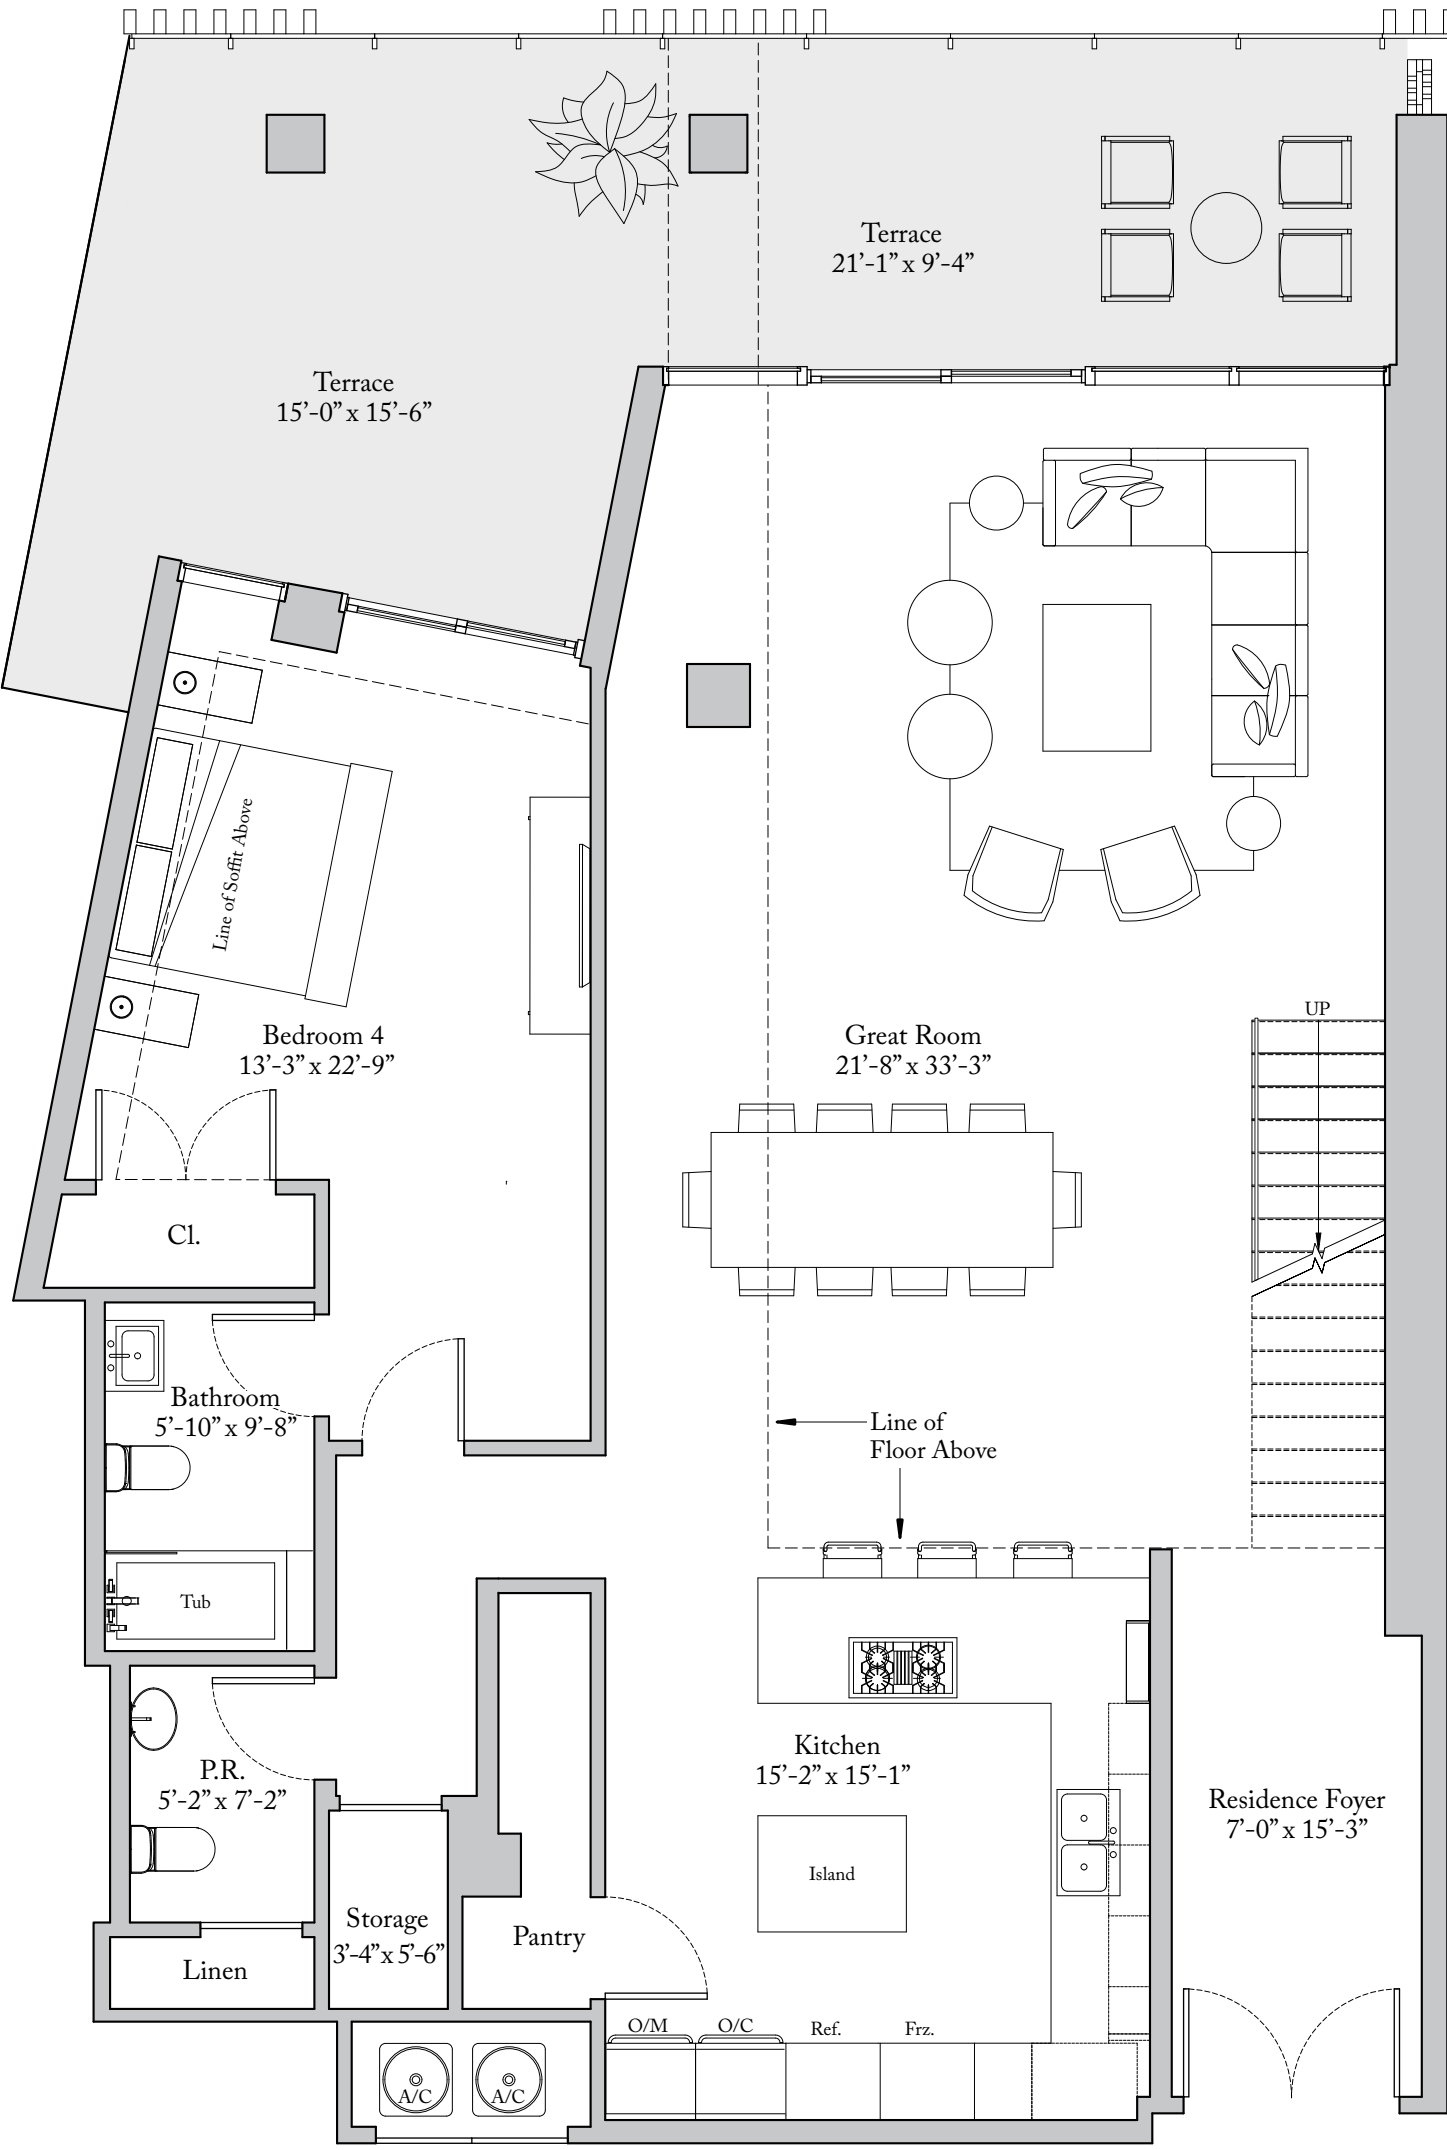 Terrace
21’-1” x 9’-4”
Terrace
15’-0” x 15’-6”
Line of Soffit Above
UP
Bedroom 4
13’-3” x 22’-9”
Great Room
21’-8” x 33’-3”
Cl.
Bathroom
5’-10” x 9’-8”
Line of
Floor Above
Tub
Kitchen
15’-2” x 15’-1”
P.R.
5’-2” x 7’-2”
Residence Foyer
7’-0” x 15’-3”
Island
Storage
3’-4” x 5’-6”
Pantry
Linen
O/M
O/C
Ref.
Frz.
A/C
A/C